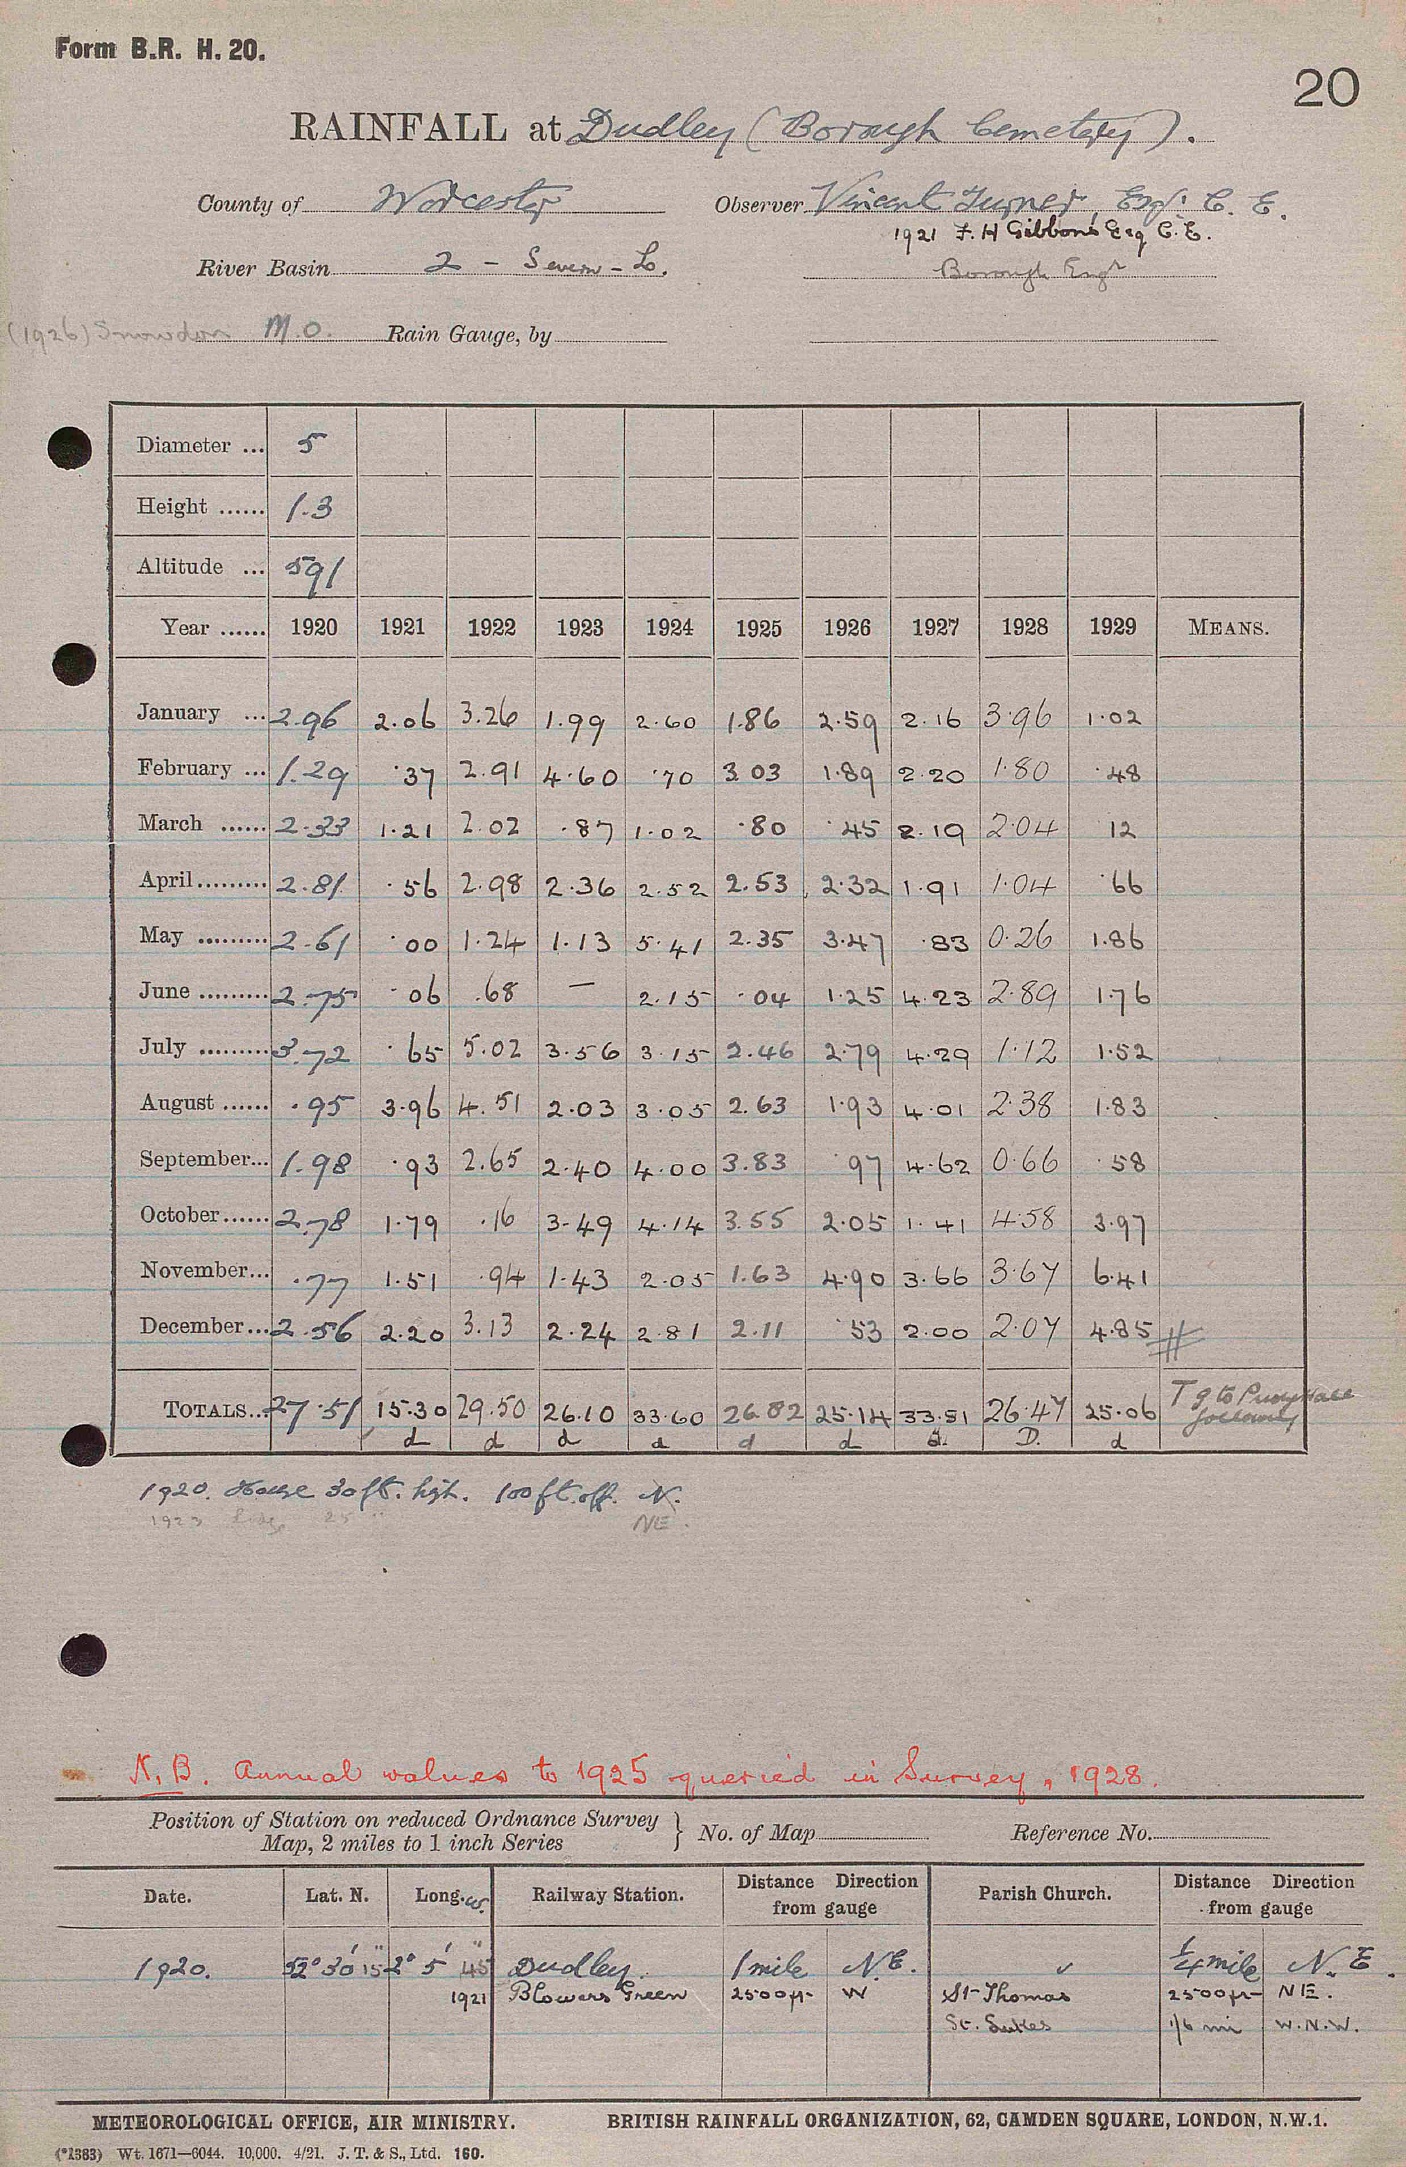 Form B.R. H. 20.
20
RAINFALL at Dudley (Borough Cemetery).
County of Worcester Observer Vincent Turner, Esqr. C. E.
1921 F. H Gibbons Esq C. E.
River Basin 2 - Severn - L. Borough Engr
(1926) Snowdon M.O. Rain Gauge, by
Diameter ... 5
Height ...... 1.3
Altitude ... 591
Year ...... 1920 1921 1922 1923 1924 1925 1926 1927 1928 1929 MEANS.
January ... 2.96 2.06 3.26 1.99 2.60 1.86 2.59 2.16 3.96 1.02
February ... 1.29 .37 2.91 4.60 .70 3.03 1.89 2.20 1.80 .48
March ...... 2.33 1.21 2.02 .87 1.02 .80 .45 2.19 2.04 12
April ......... 2.81 .56 2.98 2.36 2.52 2.53 2.32 1.91 1.04 .66
May ......... 2.61 .00 1.24 1.13 5.41 2.35 3.47 .83 0.26 1.86
June ......... 2.75 .06 .68 — 2.15 .04 1.25 4.23 2.89 1.76
July ......... 3.72 .65 5.02 3.56 3.15 2.46 2.79 4.29 1.12 1.52
August ...... .95 3.96 4.51 2.03 3.05 2.63 1.93 4.01 2.38 1.83
September... 1.98 .93 2.65 2.40 4.00 3.83 .97 4.62 0.66 .58
October...... 2.78 1.79 .16 3.49 4.14 3.55 2.05 1.41 4.58 3.97
November... .77 1.51 .94 1.43 2.05 1.63 4.90 3.66 3.67 6.41
December... 2.56 2.20 3.13 2.24 2.81 2.11 .53 2.00 2.07 4.85 #
TOTALS... 27.51 15.30 29.50 26.10 33.60 26.82 25.14 33.51 26.47 25.06 T g to
following
d d d a d d d. D. d
1920. House 30 ft. high. 100 ft. off. N.
1923 25 " NE.
N.B. Annual values to 1925 queried in Survey, 1928.
Position of Station on reduced Ordnance Survey
Map, 2 miles to 1 inch Series } No. of Map Reference No.
Date. Lat. N. Long. W. Railway Station. Distance Direction from gauge Parish Church. Distance Direction from gauge
1920. 52° 30' 15" 2° 5' 45" Dudley. 1 mile N.E. ✓ 1/4 mile N. E.
1921 Blowers Green 2500 ft W St Thomas 2500 ft NE.
St. Lukes 1/6 mi W.N.W.
METEOROLOGICAL OFFICE, AIR MINISTRY. BRITISH RAINFALL ORGANIZATION, 62, CAMDEN SQUARE, LONDON, N.W.1.
(*1383) Wt. 1671—6044. 10,000. 4/21. J. T. & S., Ltd. 160.